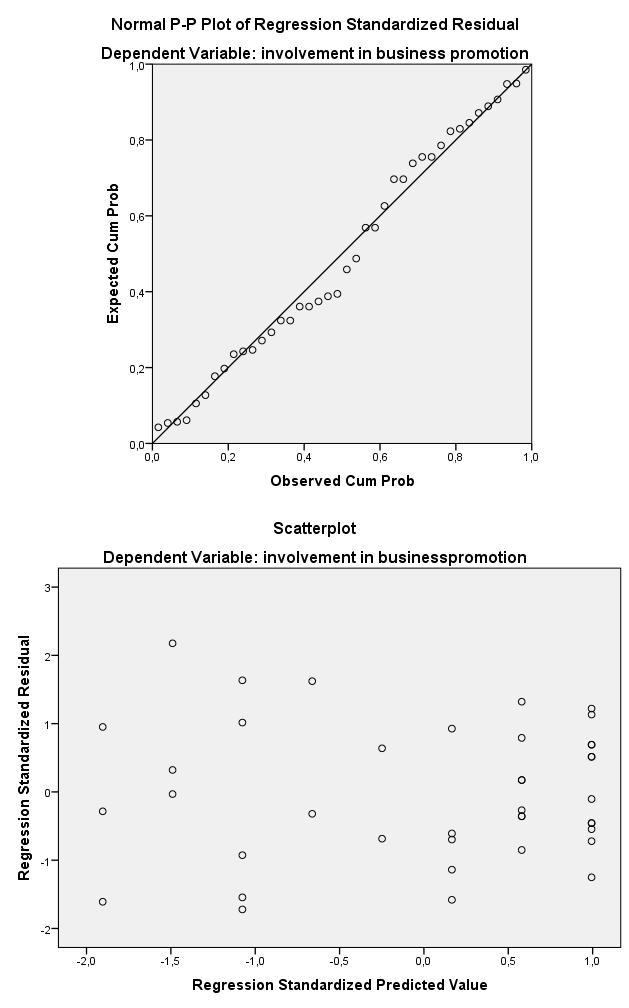 Normal P-P Plot of Regression Standardized Residual
Dependent Variable: involvement in business promotion
Expected Cum Prob
1,0
0,8
0,6
0,4
0,2
0,0
0,0 0,2 0,4 0,6 0,8 1,0
Observed Cum Prob
Scatterplot
Dependent Variable: involvement in businesspromotion
Regression Standardized Residual
3
2
1
0
-1
-2
-2,0 -1,5 -1,0 -0,5 0,0 0,5 1,0
Regression Standardized Predicted Value